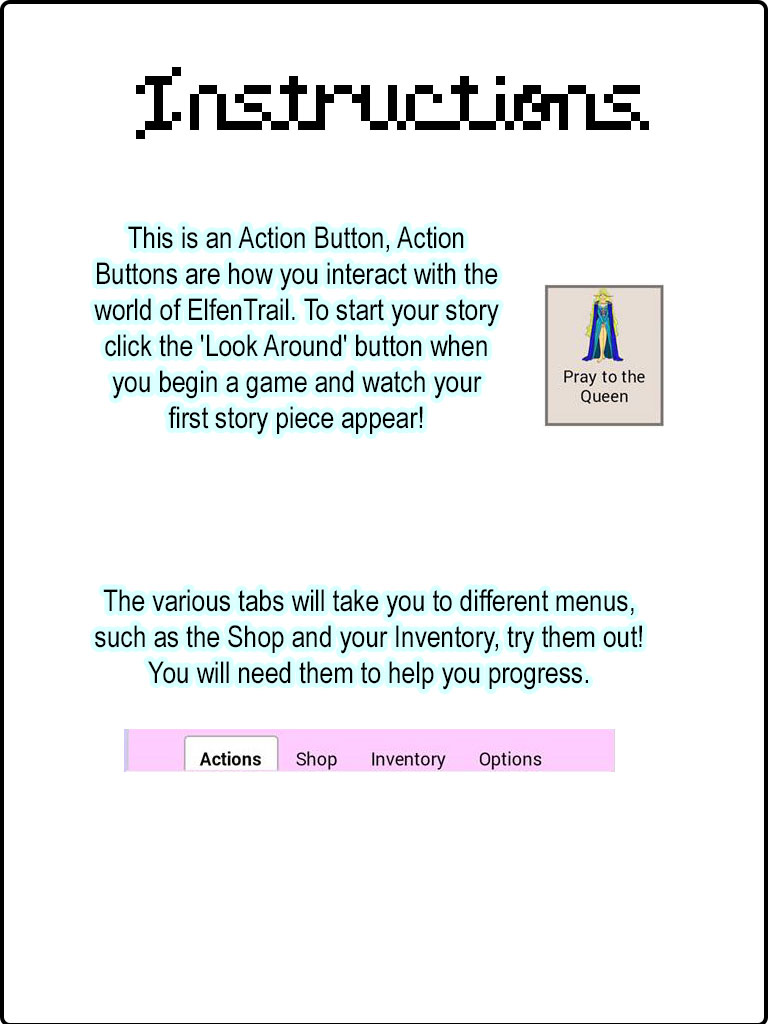 Instructions
This is an Action Button, Action
Buttons are how you interact with the
world of ElfenTrail. To start your story
click the 'Look Around' button when
you begin a game and watch your
first story piece appear!
Pray to the
Queen
The various tabs will take you to different menus,
such as the Shop and your Inventory, try them out!
You will need them to help you progress.
Actions Shop Inventory Options